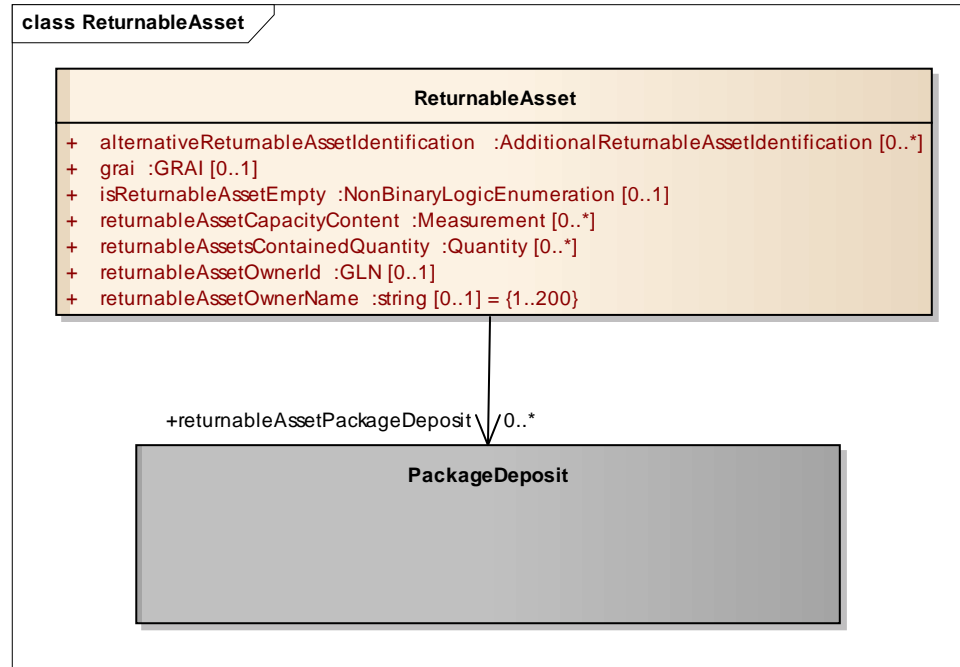 class ReturnableAsset
ReturnableAsset
+ alternativeReturnableAssetIdentification :AdditionalReturnableAssetIdentification [0..*]
+ grai :GRAI [0..1]
+ isReturnableAssetEmpty :NonBinaryLogicEnumeration [0..1]
+ returnableAssetCapacityContent :Measurement [0..*]
+ returnableAssetsContainedQuantity :Quantity [0..*]
+ returnableAssetOwnerId :GLN [0..1]
+ returnableAssetOwnerName :string [0..1] = {1..200}
+returnableAssetPackageDeposit 0..*
PackageDeposit